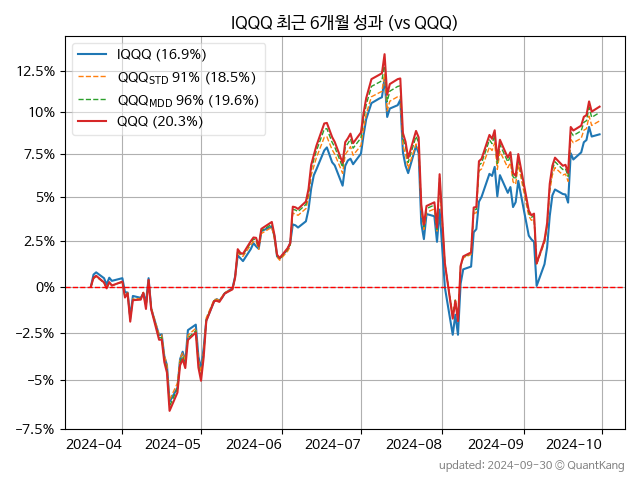 IQQQ 최근 6개월 성과 (vs QQQ)
IQQQ (16.9%)
QQQSTD 91% (18.5%)
QQQMDD 96% (19.6%)
QQQ (20.3%)
12.5%
10%
7.5%
5%
2.5%
0%
−2.5%
−5%
−7.5%
2024-04 2024-05 2024-06 2024-07 2024-08 2024-09 2024-10
updated: 2024-09-30 © QuantKang